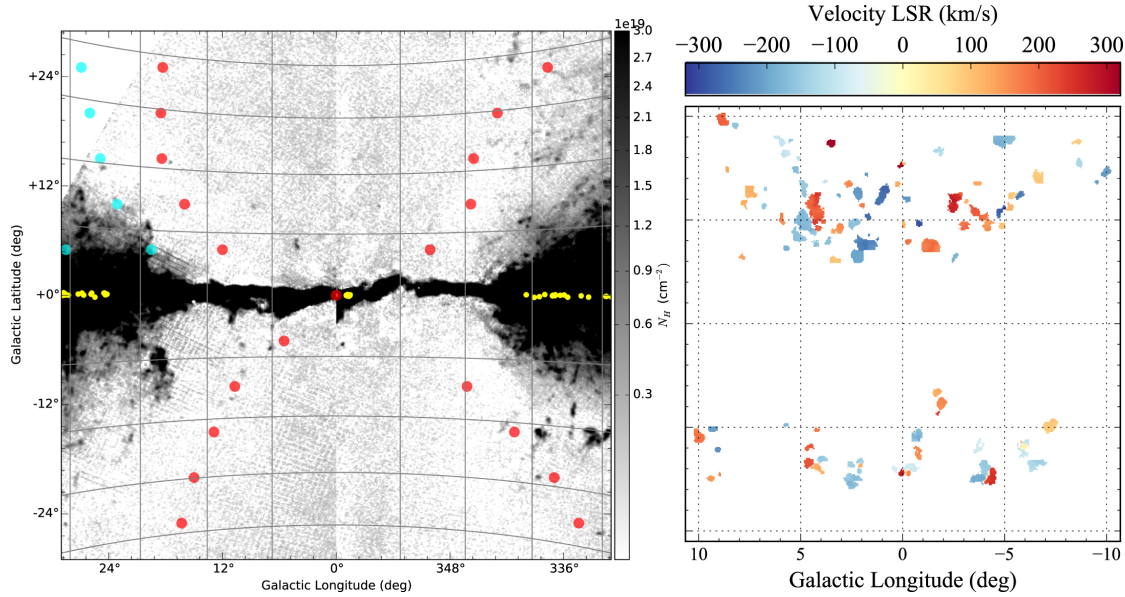 Velocity LSR (km/s)
−300 −200 −100 0 100 200 300
1e19
3.0
2.7
2.4
2.1
1.8
1.5
1.2
0.9
0.6
0.3
N_H (cm⁻²)
+24°
+12°
+0°
-12°
-24°
Galactic Latitude (deg)
24° 12° 0° 348° 336°
Galactic Longitude (deg)
10 5 0 −5 −10
Galactic Longitude (deg)